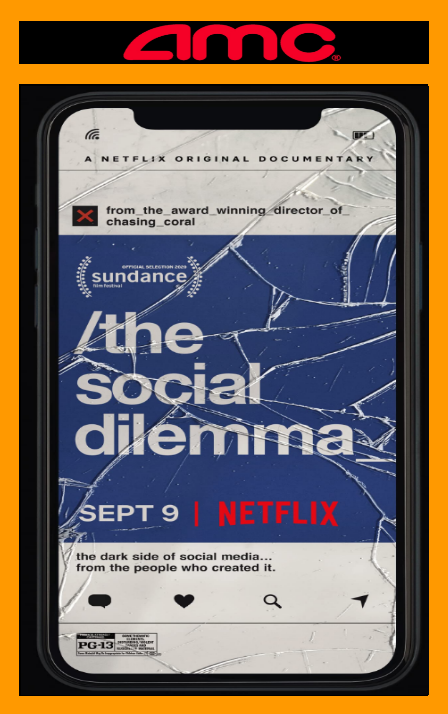 amc
A NETFLIX ORIGINAL DOCUMENTARY
from_the_award_winning_director_of_
chasing_coral
OFFICIAL SELECTION 2020
sundance
film festival
/the
social
dilemma_
SEPT 9 | NETFLIX
the dark side of social media...
from the people who created it.
PG-13